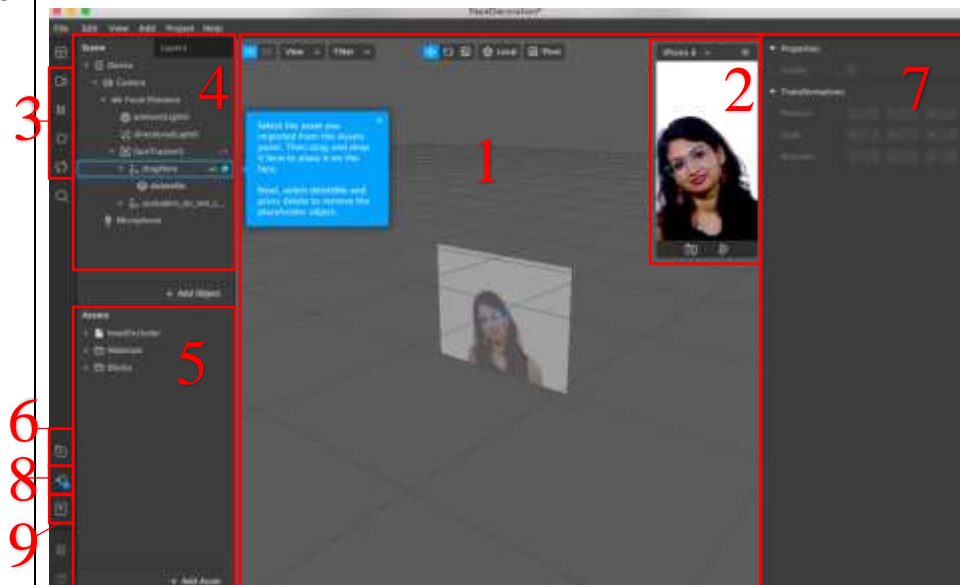 FaceDecoration*
File Edit View Add Project Help
Scene Layers
Device
Camera
Focal Distance
ambientLight0
directionalLight0
faceTracker0
dragHere
deleteMe
Microphone
+ Add Object
View Filter
Local Pivot
iPhone 8
Select the asset you
imported from the Assets
panel. Then drag and drop
it here to place it on the
face.
Next, select deleteMe and
press delete to remove the
placeholder object.
Assets
headOccluder
Materials
Blocks
+ Add Asset
Properties
Visible
Transformations
Position
Scale
Rotation
1
2
3
4
5
6
7
8
9